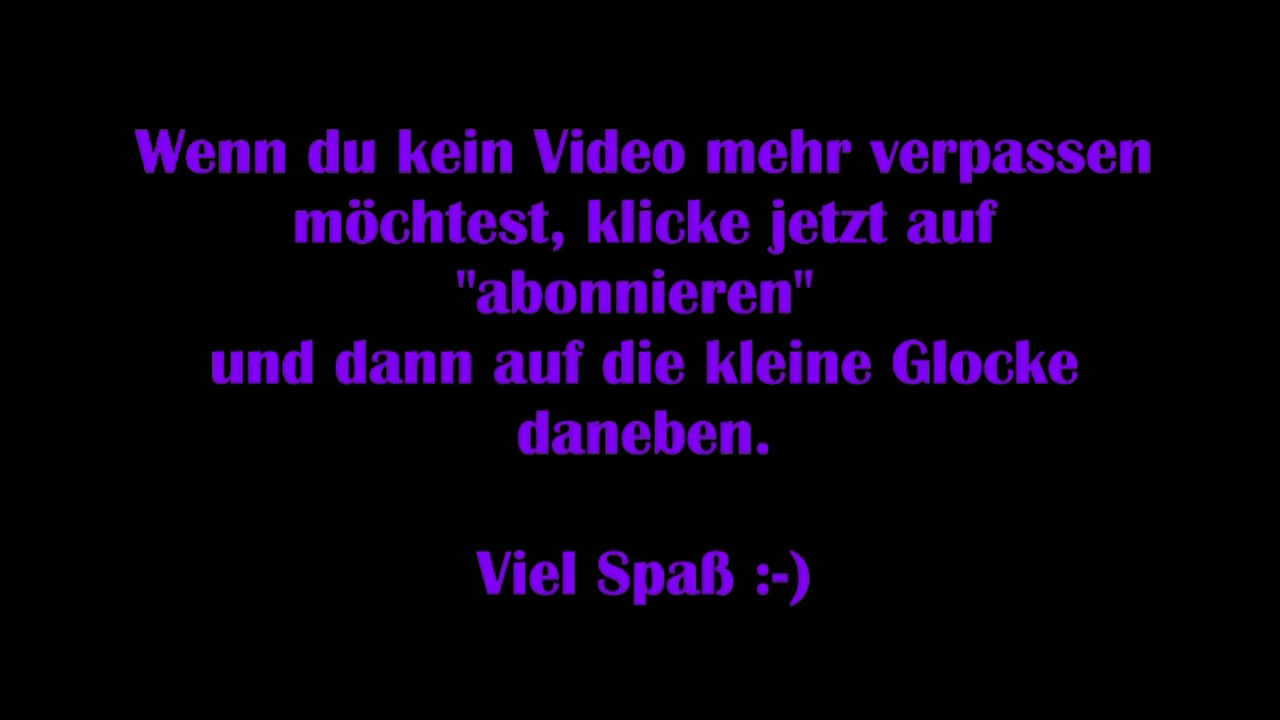 Wenn du kein Video mehr verpassen
möchtest, klicke jetzt auf
"abonnieren"
und dann auf die kleine Glocke
daneben.
Viel Spaß :-)